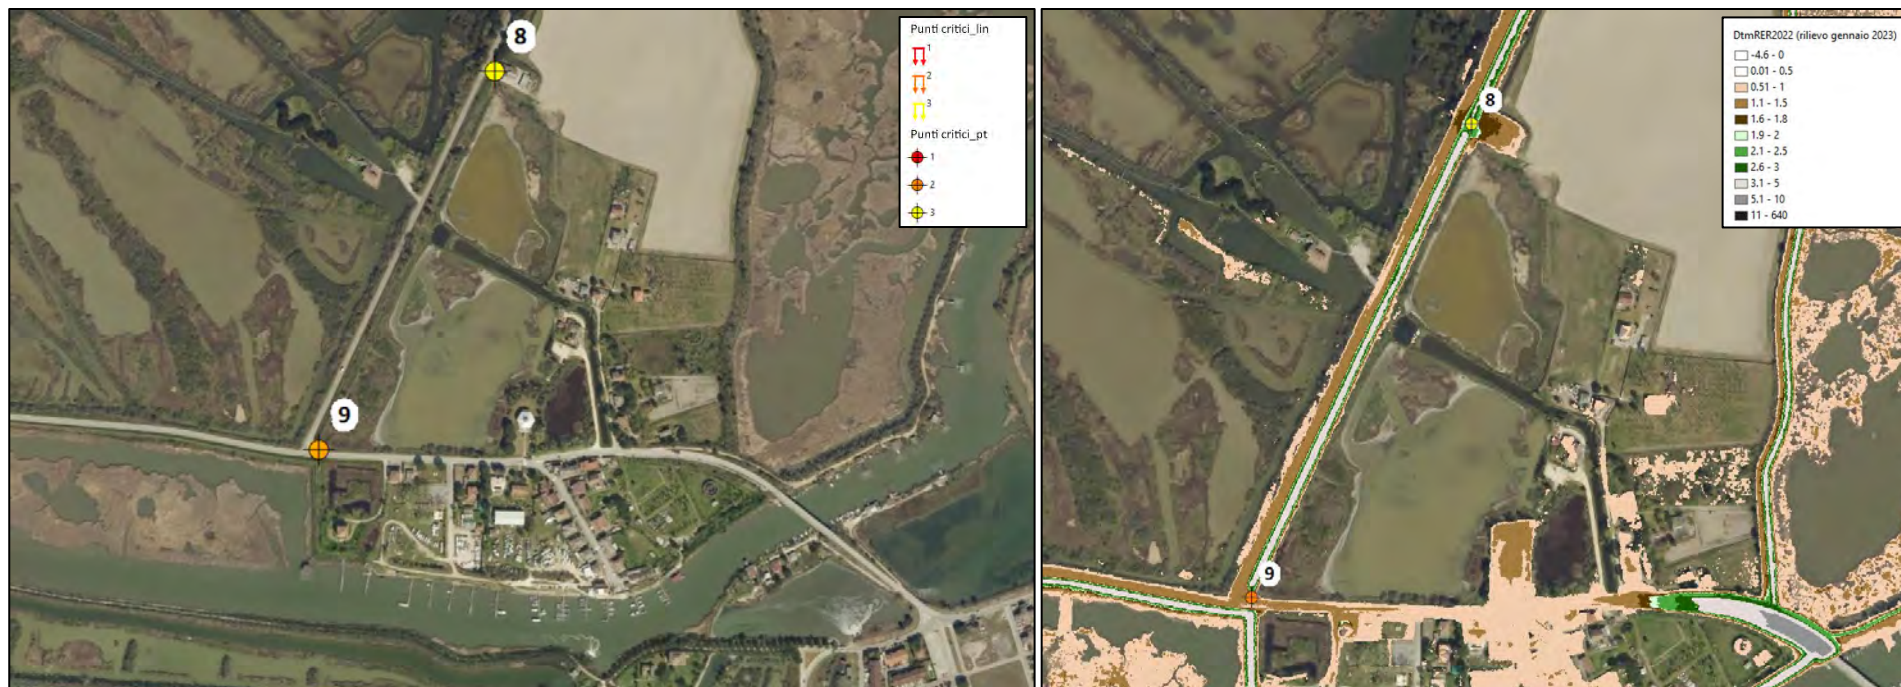 8
9
Punti critici_lin
1
2
3
Punti critici_pt
1
2
3
8
9
DtmRER2022 (rilievo gennaio 2023)
-4.6 - 0
0.01 - 0.5
0.51 - 1
1.1 - 1.5
1.6 - 1.8
1.9 - 2
2.1 - 2.5
2.6 - 3
3.1 - 5
5.1 - 10
11 - 640